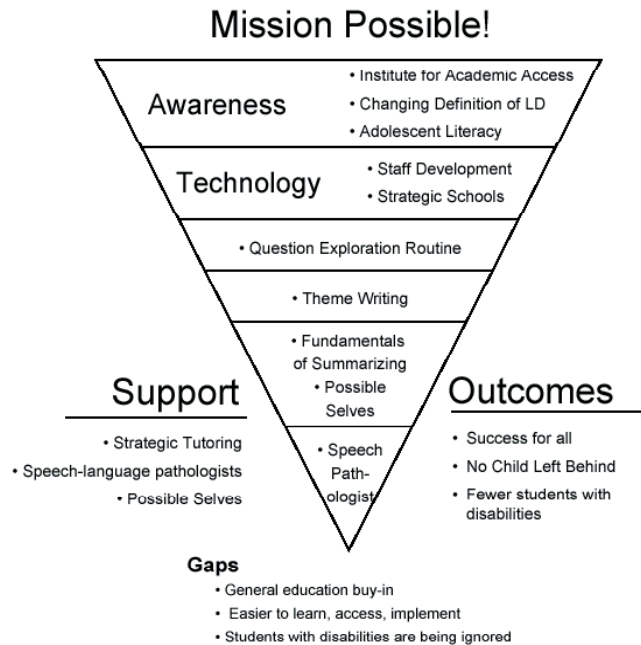 Mission Possible!
Awareness
• Institute for Academic Access
• Changing Definition of LD
• Adolescent Literacy
Technology
• Staff Development
• Strategic Schools
• Question Exploration Routine
• Theme Writing
• Fundamentals
of Summarizing
• Possible
Selves
• Speech
Path-
ologist
Support
• Strategic Tutoring
• Speech-language pathologists
• Possible Selves
Outcomes
• Success for all
• No Child Left Behind
• Fewer students with
disabilities
Gaps
• General education buy-in
• Easier to learn, access, implement
• Students with disabilities are being ignored